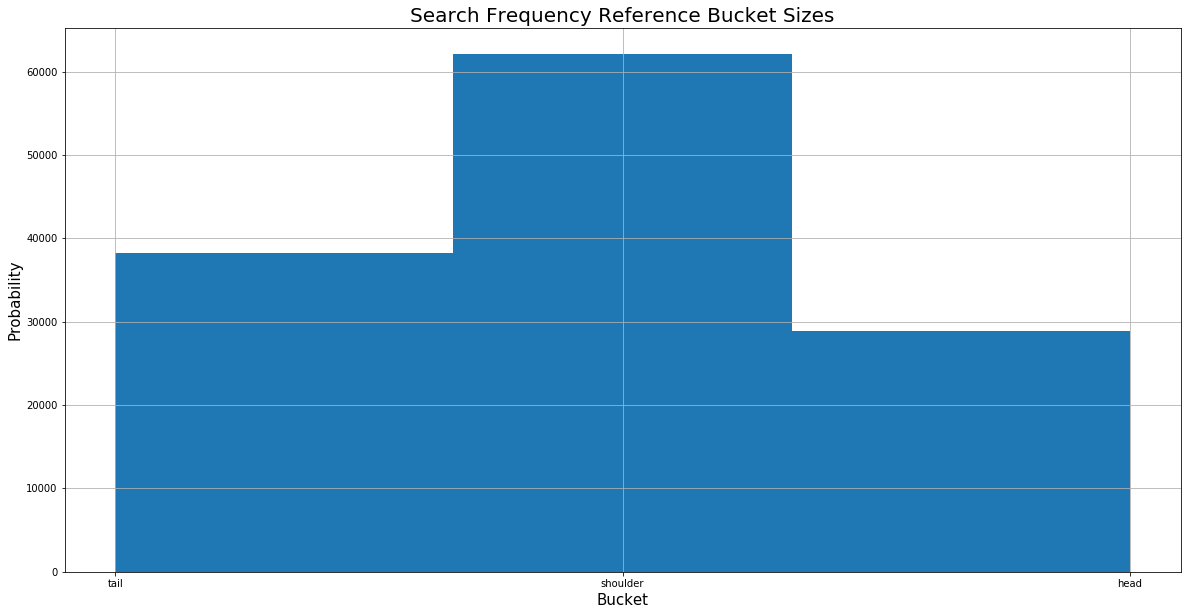 Search Frequency Reference Bucket Sizes
Probability
60000
50000
40000
30000
20000
10000
0
tail shoulder head
Bucket